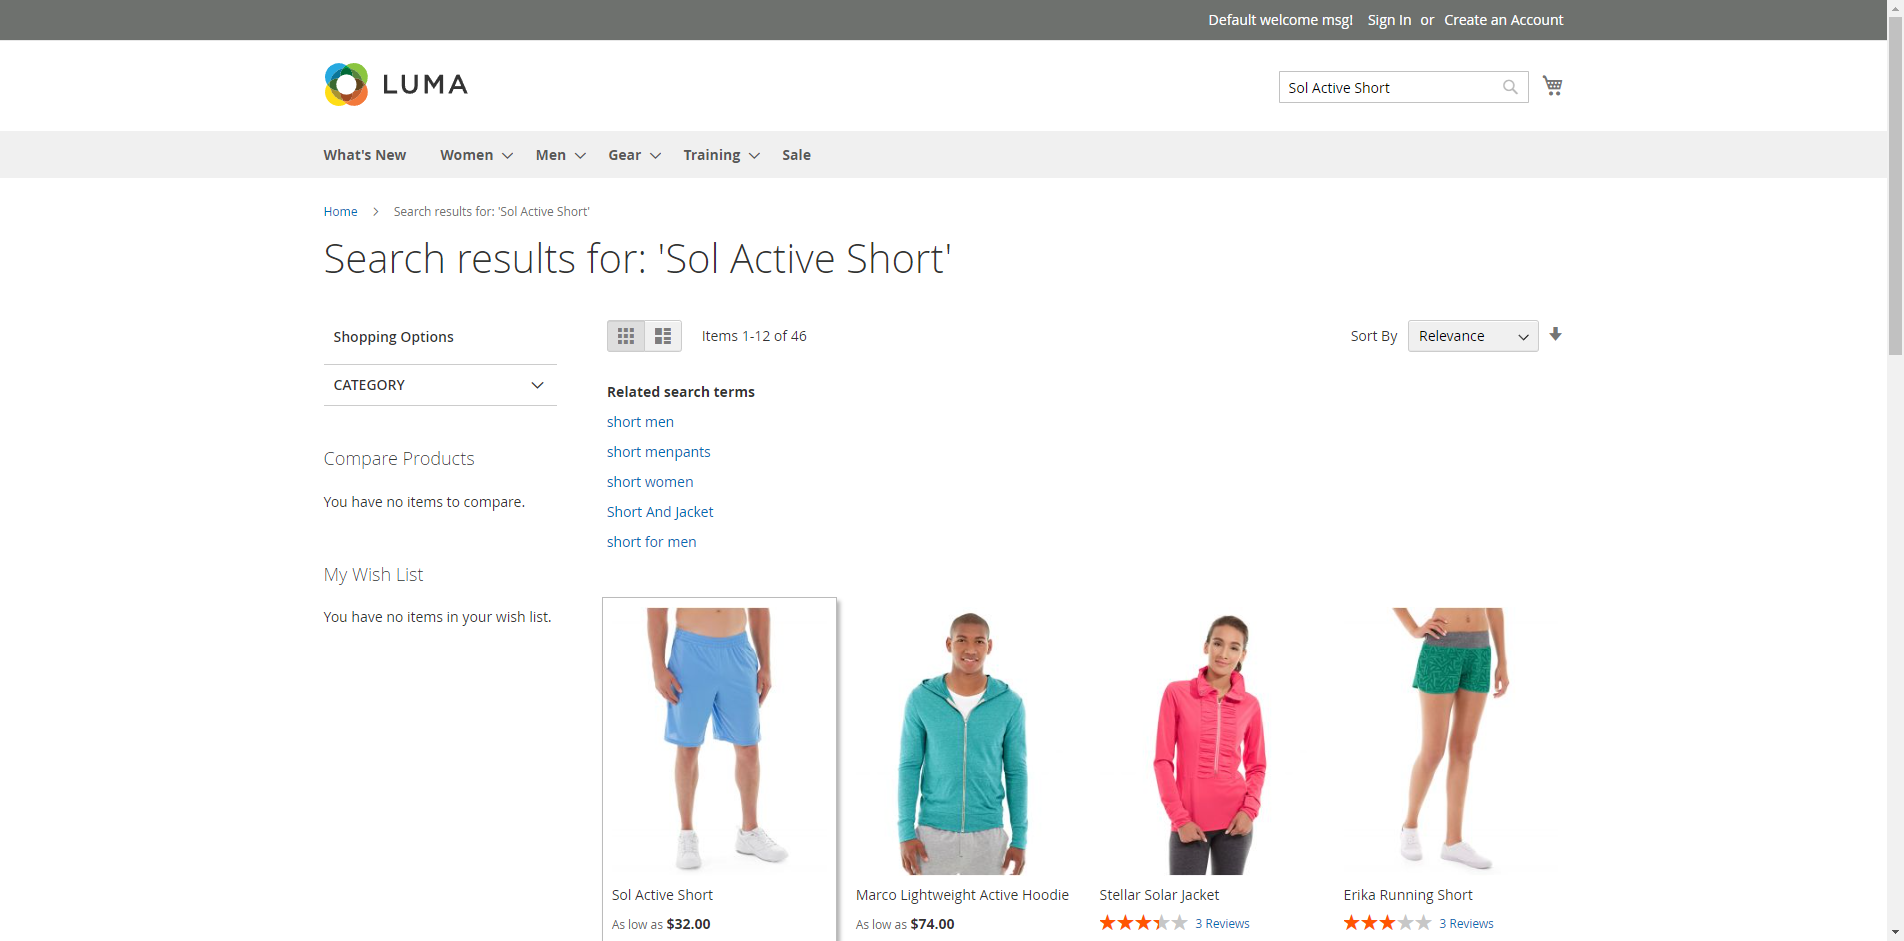 Default welcome msg! Sign In or Create an Account
LUMA
Sol Active Short
What's New Women Men Gear Training Sale
Home Search results for: 'Sol Active Short'
Search results for: 'Sol Active Short'
Shopping Options
CATEGORY
Compare Products
You have no items to compare.
My Wish List
You have no items in your wish list.
Items 1-12 of 46
Sort By Relevance
Related search terms
short men
short menpants
short women
Short And Jacket
short for men
Sol Active Short
As low as $32.00
Marco Lightweight Active Hoodie
As low as $74.00
Stellar Solar Jacket
3 Reviews
Erika Running Short
3 Reviews